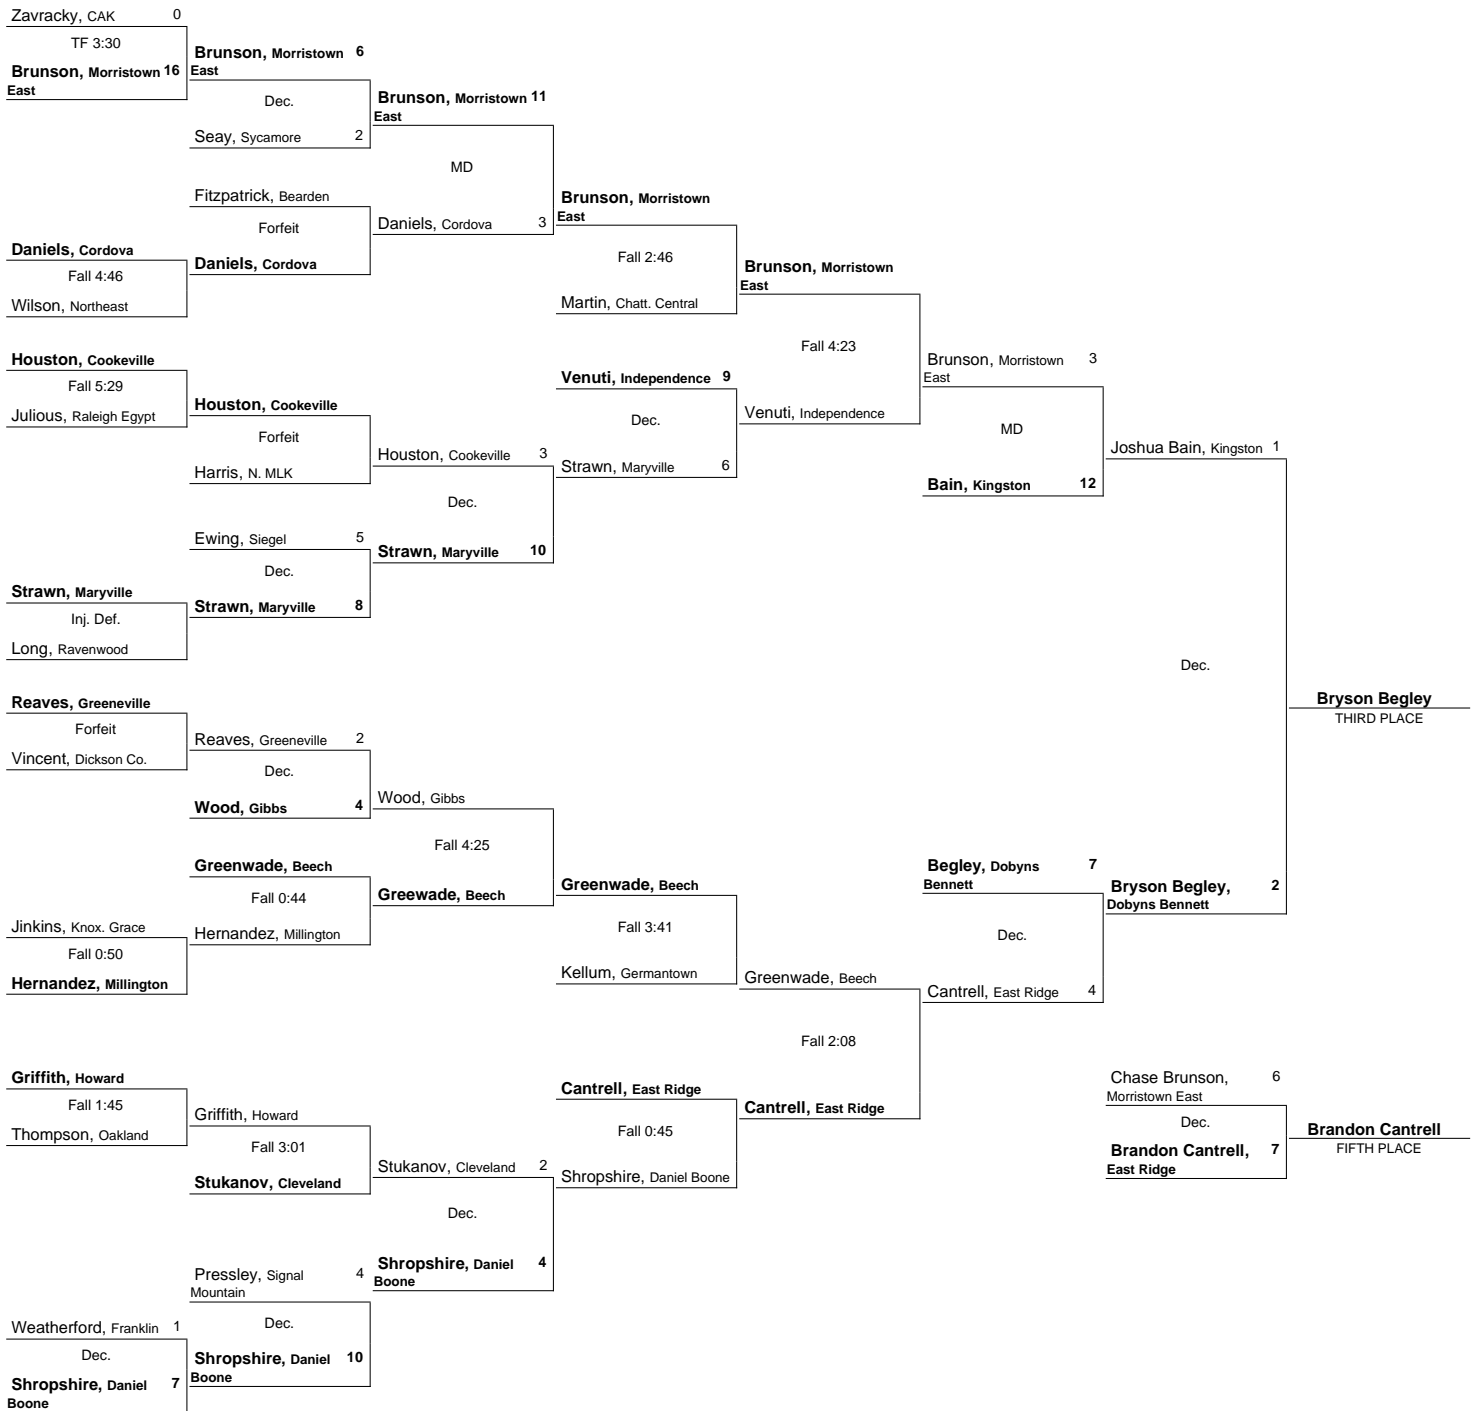 Zavracky, CAK 0
TF 3:30
Brunson, Morristown 16
East
Daniels, Cordova
Fall 4:46
Wilson, Northeast
Houston, Cookeville
Fall 5:29
Julious, Raleigh Egypt
Strawn, Maryville
Inj. Def.
Long, Ravenwood
Reaves, Greeneville
Forfeit
Vincent, Dickson Co.
Jinkins, Knox. Grace
Fall 0:50
Hernandez, Millington
Griffith, Howard
Fall 1:45
Thompson, Oakland
Weatherford, Franklin 1
Dec.
Shropshire, Daniel 7
Boone
Brunson, Morristown 6
East
Dec.
Seay, Sycamore 2
Fitzpatrick, Bearden
Forfeit
Daniels, Cordova
Houston, Cookeville
Forfeit
Harris, N. MLK
Ewing, Siegel 5
Dec.
Strawn, Maryville 8
Reaves, Greeneville 2
Dec.
Wood, Gibbs 4
Greenwade, Beech
Fall 0:44
Hernandez, Millington
Griffith, Howard
Fall 3:01
Stukanov, Cleveland
Pressley, Signal 4
Mountain
Dec.
Shropshire, Daniel 10
Boone
Brunson, Morristown 11
East
MD
Daniels, Cordova 3
Houston, Cookeville 3
Dec.
Strawn, Maryville 10
Wood, Gibbs
Fall 4:25
Greewade, Beech
Stukanov, Cleveland 2
Dec.
Shropshire, Daniel 4
Boone
Brunson, Morristown
East
Fall 2:46
Martin, Chatt. Central
Venuti, Independence 9
Dec.
Strawn, Maryville 6
Greenwade, Beech
Fall 3:41
Kellum, Germantown
Cantrell, East Ridge
Fall 0:45
Shropshire, Daniel Boone
Brunson, Morristown
East
Fall 4:23
Venuti, Independence
Greenwade, Beech
Fall 2:08
Cantrell, East Ridge
Brunson, Morristown 3
East
MD
Bain, Kingston 12
Begley, Dobyns 7
Bennett
Dec.
Cantrell, East Ridge 4
Joshua Bain, Kingston 1
Dec.
Bryson Begley, 2
Dobyns Bennett
Chase Brunson, 6
Morristown East
Dec.
Brandon Cantrell, 7
East Ridge
Bryson Begley
THIRD PLACE
Brandon Cantrell
FIFTH PLACE